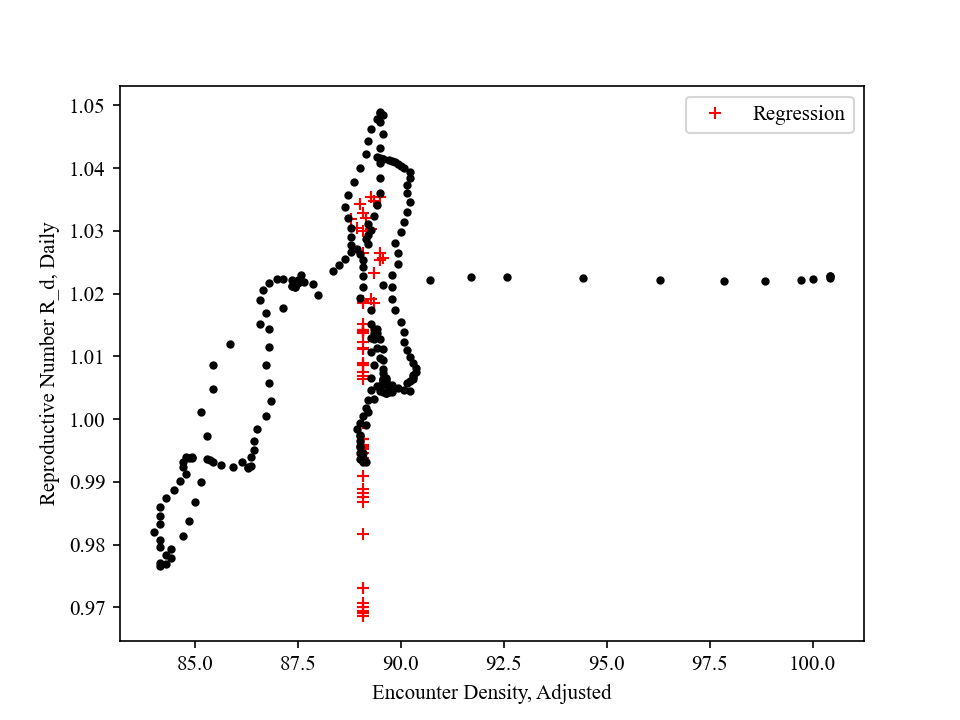 Regression
1.05
1.04
1.03
1.02
1.01
1.00
0.99
0.98
0.97
Reproductive Number R_d, Daily
85.0 87.5 90.0 92.5 95.0 97.5 100.0
Encounter Density, Adjusted